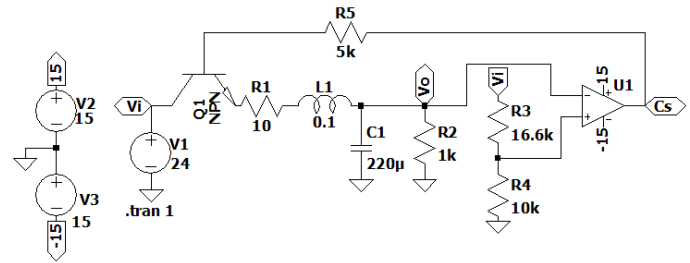 R5
5k
15
V2
15
Vi
Q1
NPN
R1
10
L1
0.1
Vo
Vi
U1
15
-15
Cs
R3
16.6k
V1
24
C1
220µ
R2
1k
V3
15
-15
R4
10k
.tran 1